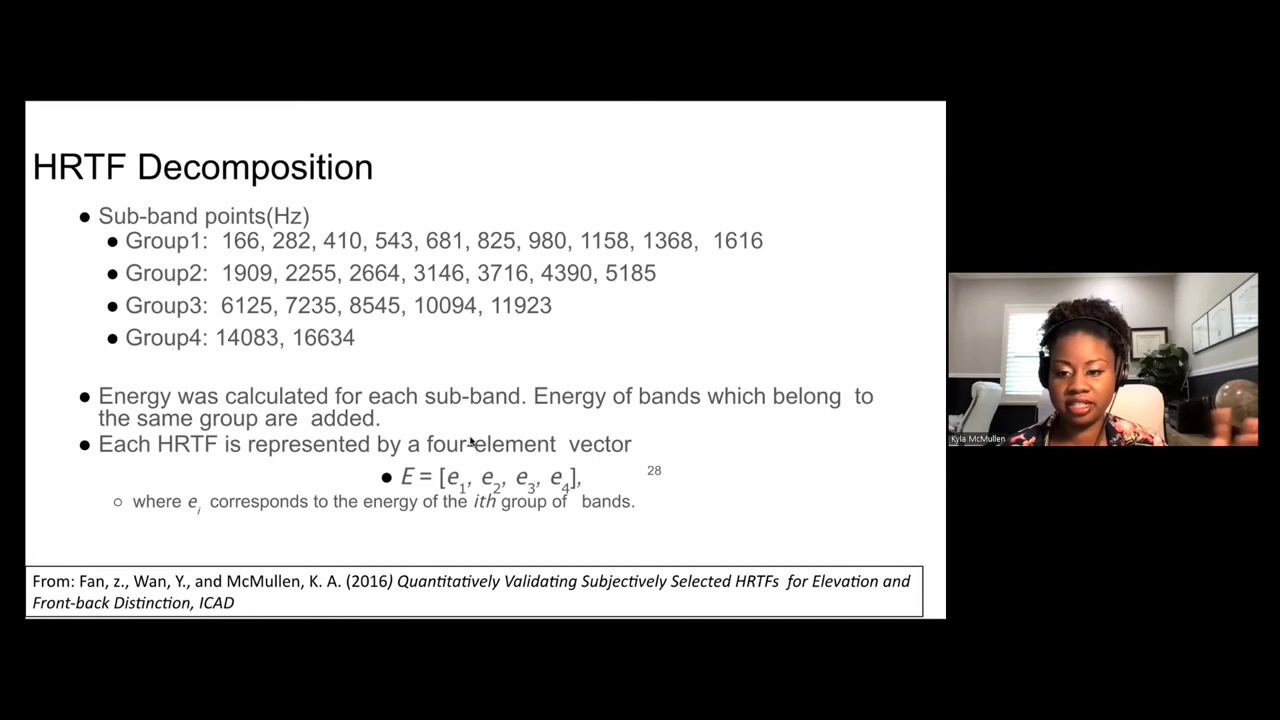 HRTF Decomposition
● Sub-band points(Hz)
● Group1: 166, 282, 410, 543, 681, 825, 980, 1158, 1368, 1616
● Group2: 1909, 2255, 2664, 3146, 3716, 4390, 5185
● Group3: 6125, 7235, 8545, 10094, 11923
● Group4: 14083, 16634
● Energy was calculated for each sub-band. Energy of bands which belong to
the same group are added.
● Each HRTF is represented by a four-element vector
● E = [e1, e2, e3, e4],
28
○ where ei corresponds to the energy of the ith group of bands.
From: Fan, z., Wan, Y., and McMullen, K. A. (2016) Quantitatively Validating Subjectively Selected HRTFs for Elevation and
Front-back Distinction, ICAD
Kyla McMullen